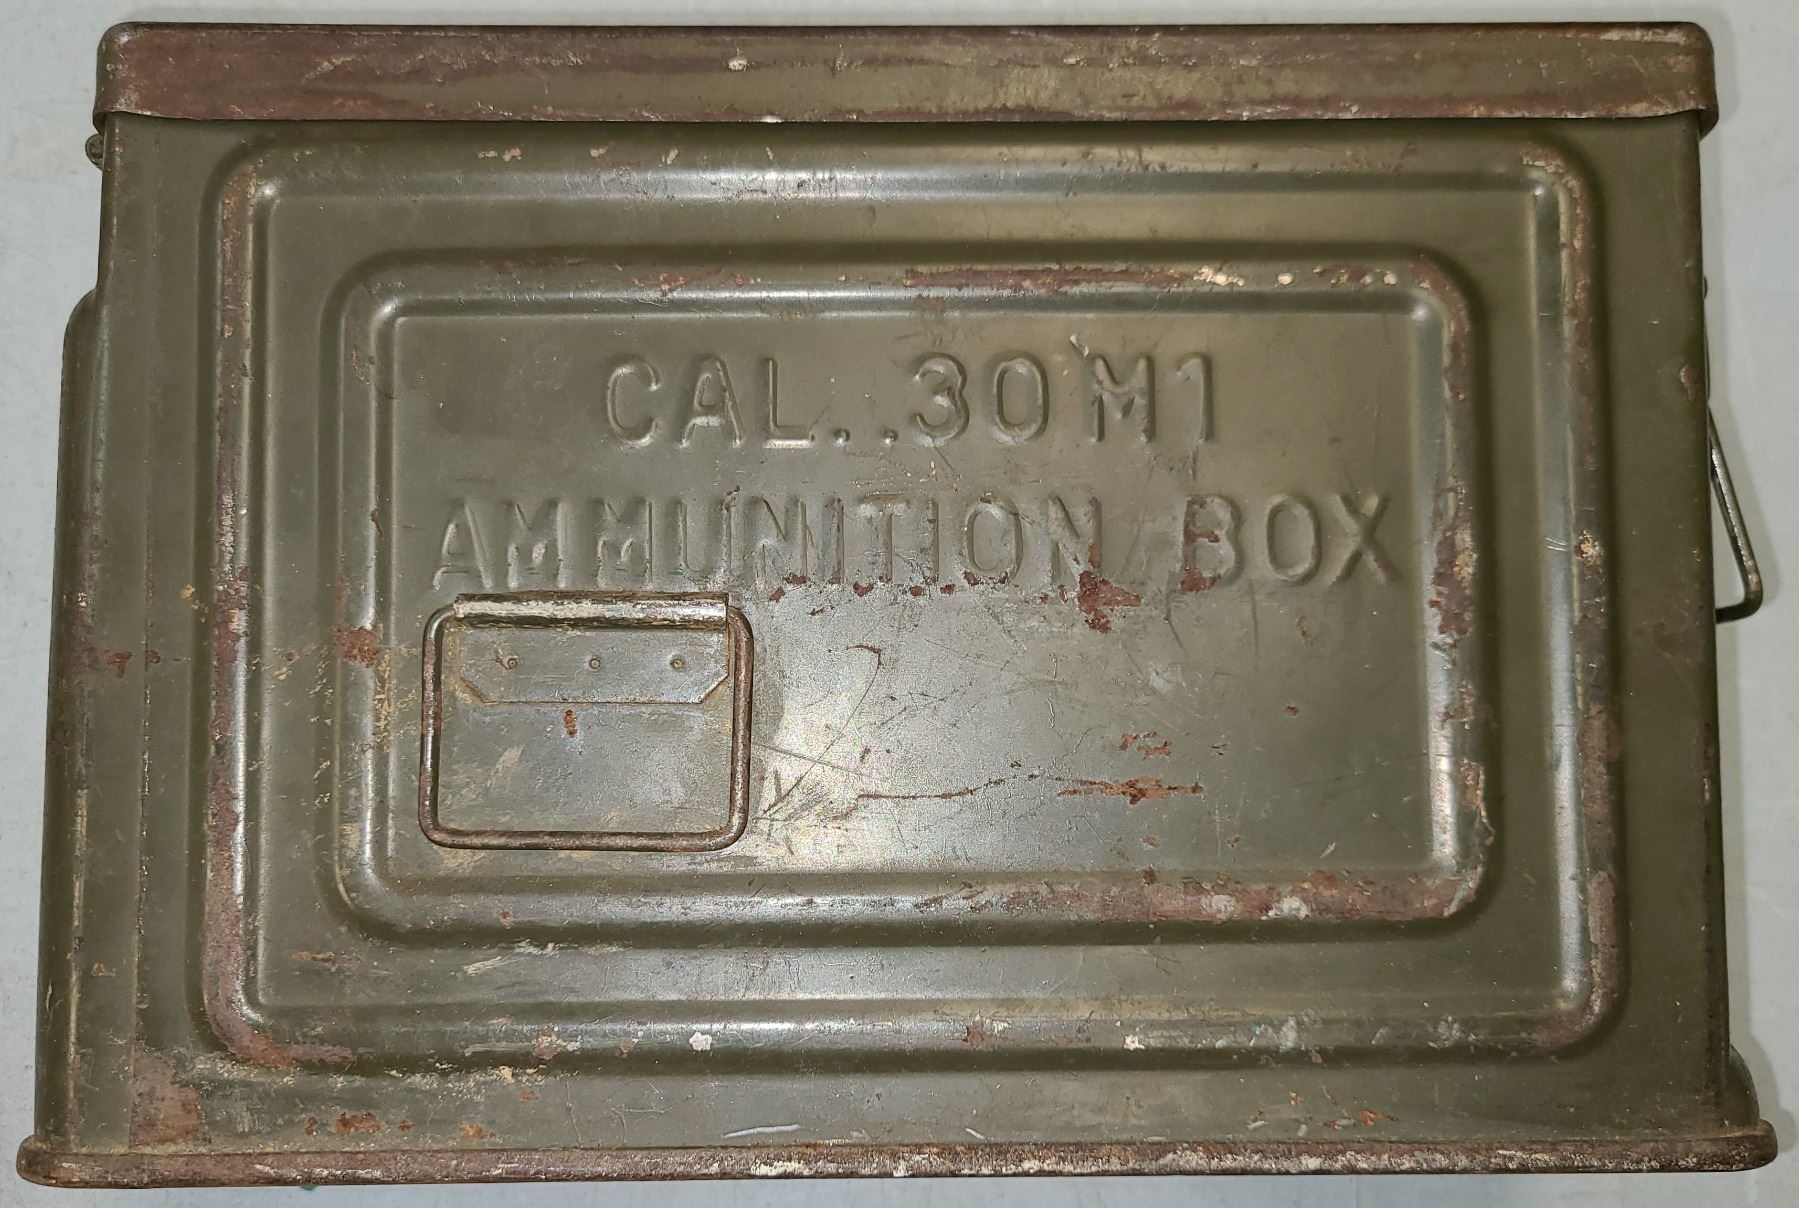 CAL. .30 M1
AMMUNITION BOX